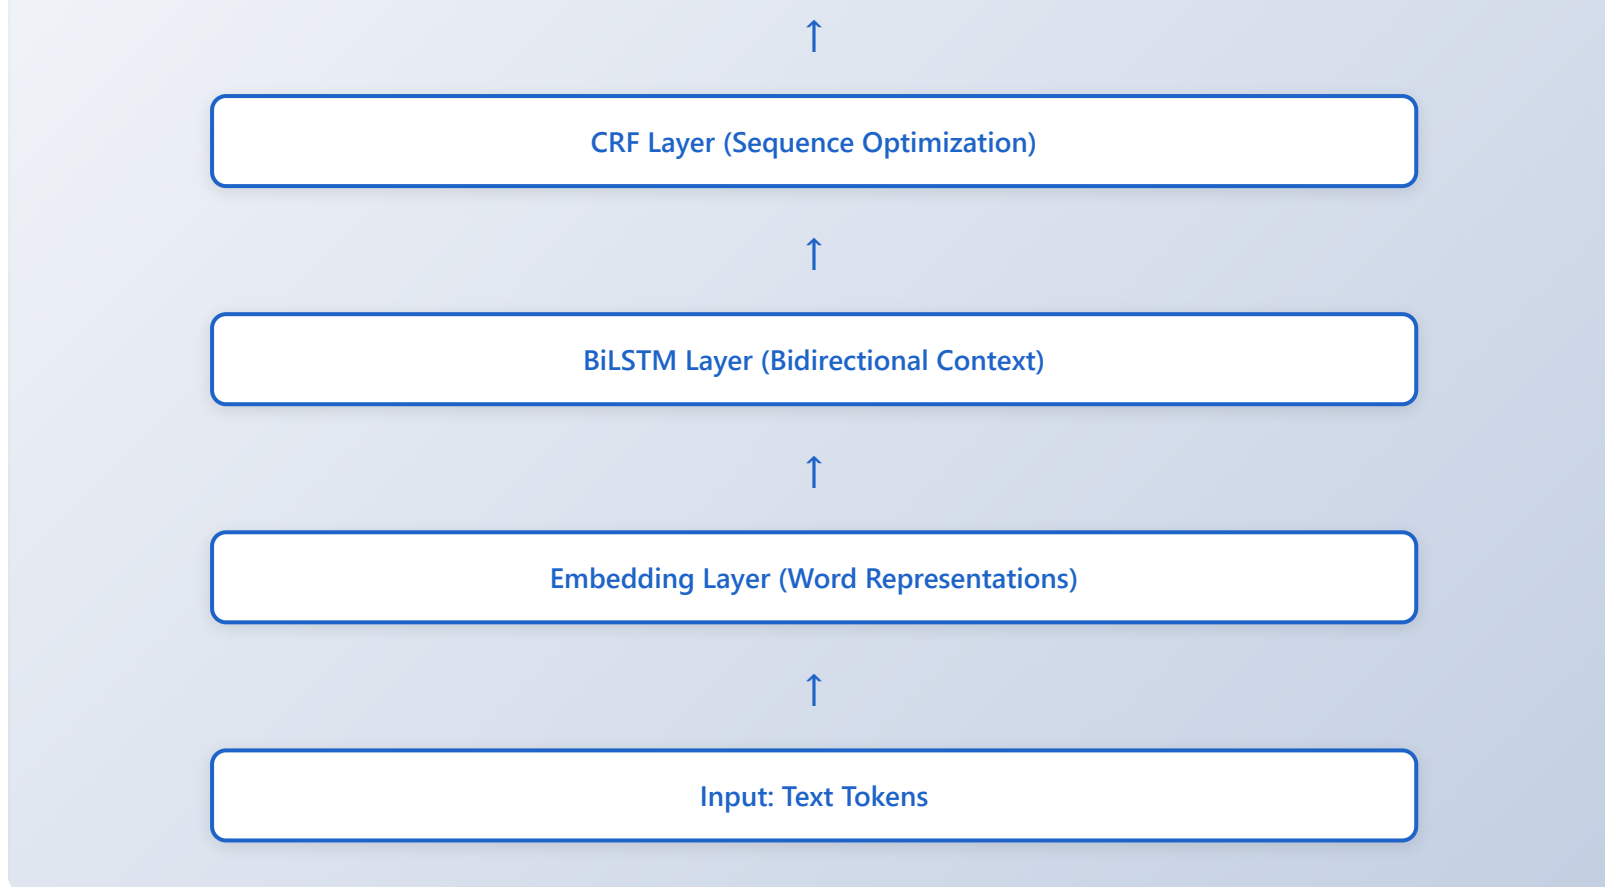 ↑
CRF Layer (Sequence Optimization)
↑
BiLSTM Layer (Bidirectional Context)
↑
Embedding Layer (Word Representations)
↑
Input: Text Tokens